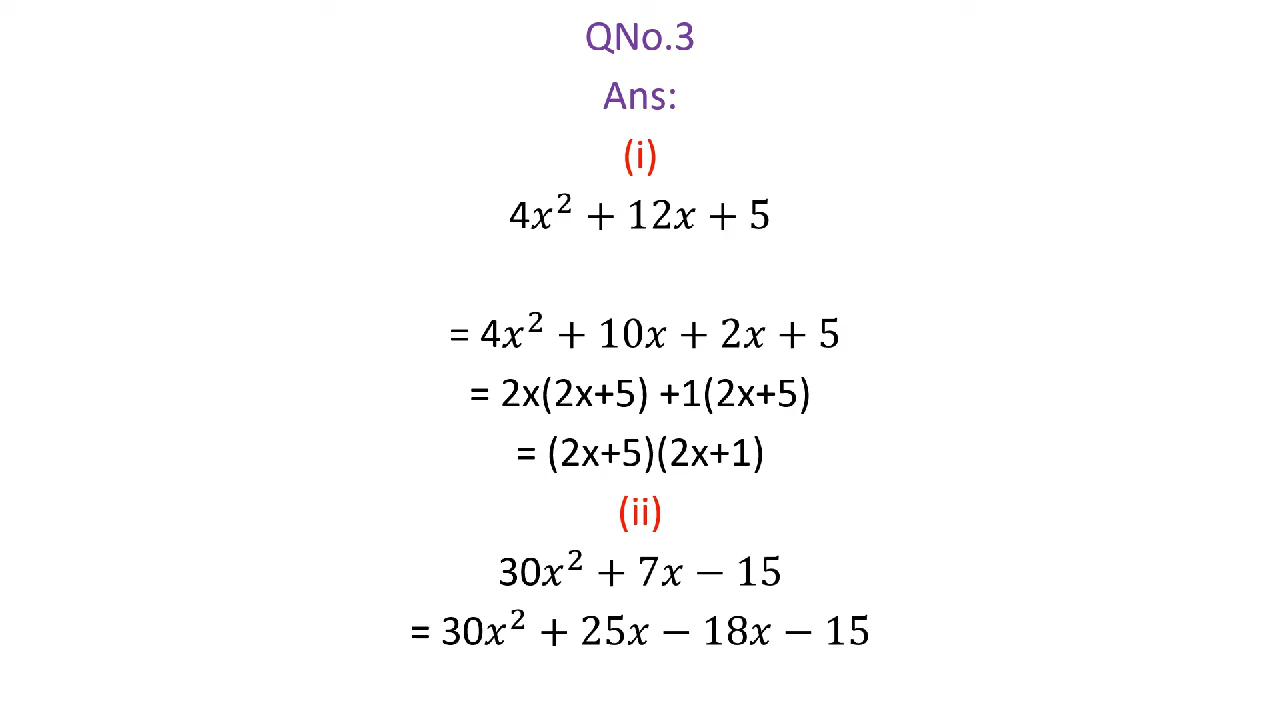 QNo.3
Ans:
(i)
4x² + 12x + 5
= 4x² + 10x + 2x + 5
= 2x(2x+5) +1(2x+5)
= (2x+5)(2x+1)
(ii)
30x² + 7x − 15
= 30x² + 25x − 18x − 15